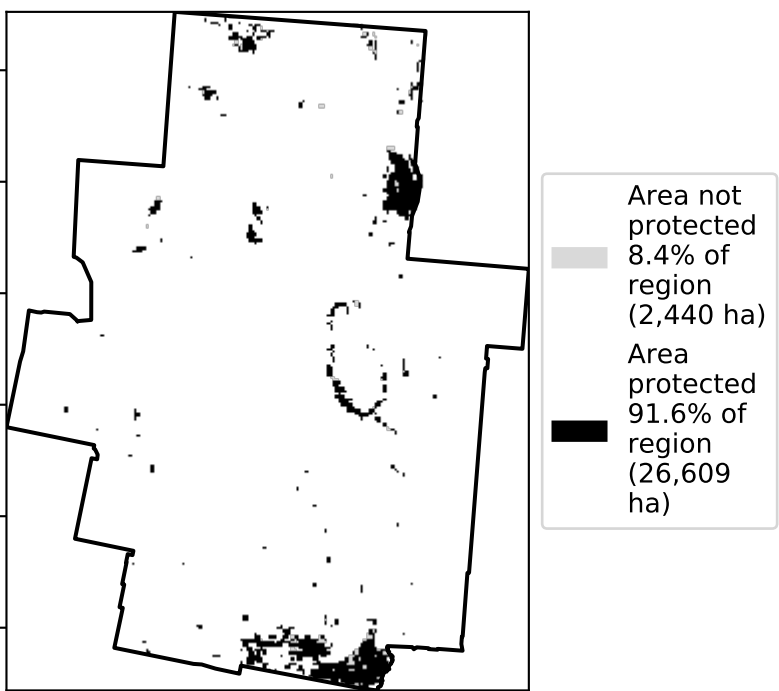 Area not
protected
8.4% of
region
(2,440 ha)
Area
protected
91.6% of
region
(26,609
ha)